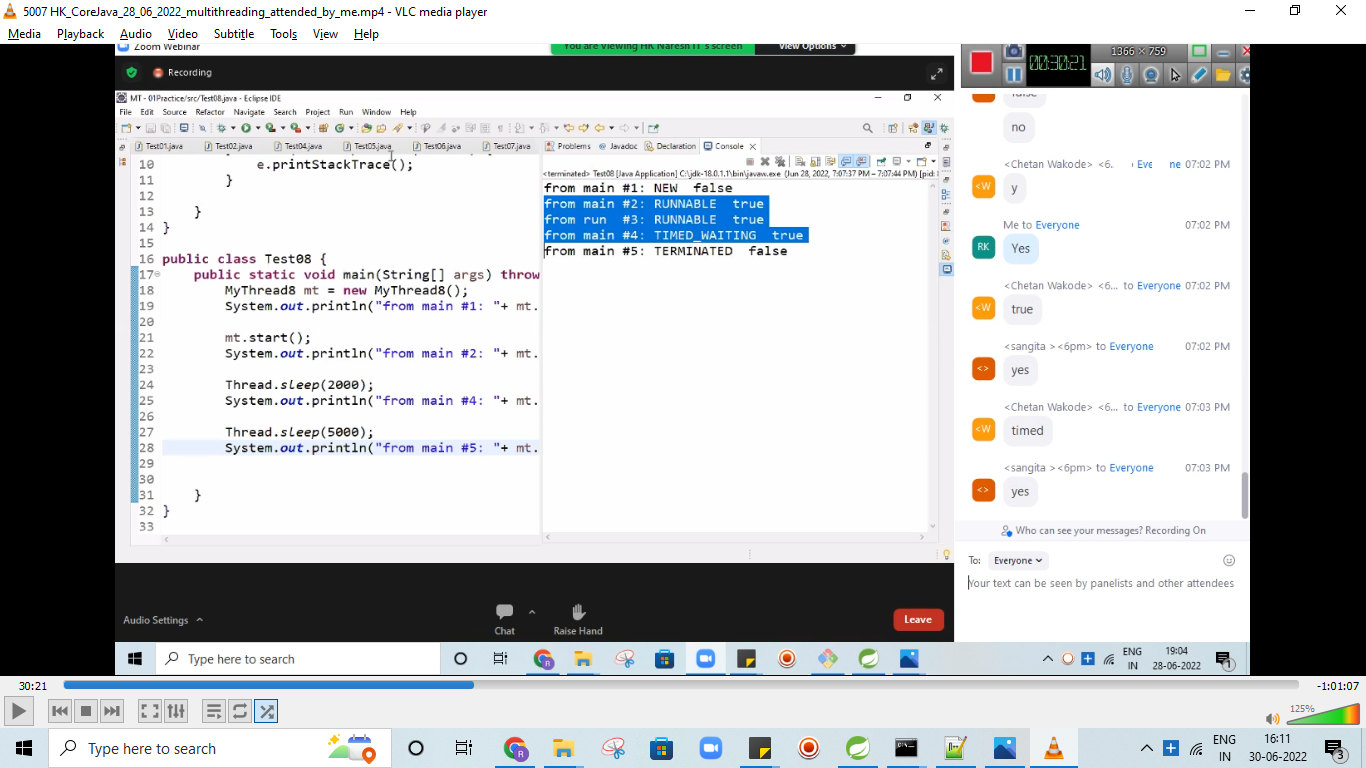 5007 HK_CoreJava_28_06_2022_multithreading_attended_by_me.mp4 - VLC media player
Media Playback Audio Video Subtitle Tools View Help
Zoom Webinar
You are viewing HK Naresh IT's screen View Options
Recording
1366 × 759
00:30:21
MT - 01Practice/src/Test08.java - Eclipse IDE
File Edit Source Refactor Navigate Search Project Run Window Help
Test01.java Test02.java Test04.java Test05.java Test06.java Test07.java
Problems Javadoc Declaration Console
<terminated> Test08 [Java Application] C:\jdk-18.0.1.1\bin\javaw.exe (Jun 28, 2022, 7:07:37 PM – 7:07:44 PM) [pid:
10 e.printStackTrace();
11 }
12
13 }
14 }
15
16 public class Test08 {
17 public static void main(String[] args) throw
18 MyThread8 mt = new MyThread8();
19 System.out.println("from main #1: "+ mt.
20
21 mt.start();
22 System.out.println("from main #2: "+ mt.
23
24 Thread.sleep(2000);
25 System.out.println("from main #4: "+ mt.
26
27 Thread.sleep(5000);
28 System.out.println("from main #5: "+ mt.
29
30
31 }
32 }
33
from main #1: NEW false
from main #2: RUNNABLE true
from run #3: RUNNABLE true
from main #4: TIMED_WAITING true
from main #5: TERMINATED false
no
<Chetan Wakode> <6. Eve ne 07:02 PM
<W y
Me to Everyone 07:02 PM
RK Yes
<Chetan Wakode> <6... to Everyone 07:02 PM
<W true
<sangita ><6pm> to Everyone 07:02 PM
<> yes
<Chetan Wakode> <6... to Everyone 07:03 PM
<W timed
<sangita ><6pm> to Everyone 07:03 PM
<> yes
Who can see your messages? Recording On
To: Everyone
Your text can be seen by panelists and other attendees
Audio Settings
Chat
Raise Hand
Leave
Type here to search
ENG
IN
19:04
28-06-2022
1
30:21
-1:01:07
125%
Type here to search
ENG
IN
16:11
30-06-2022
3